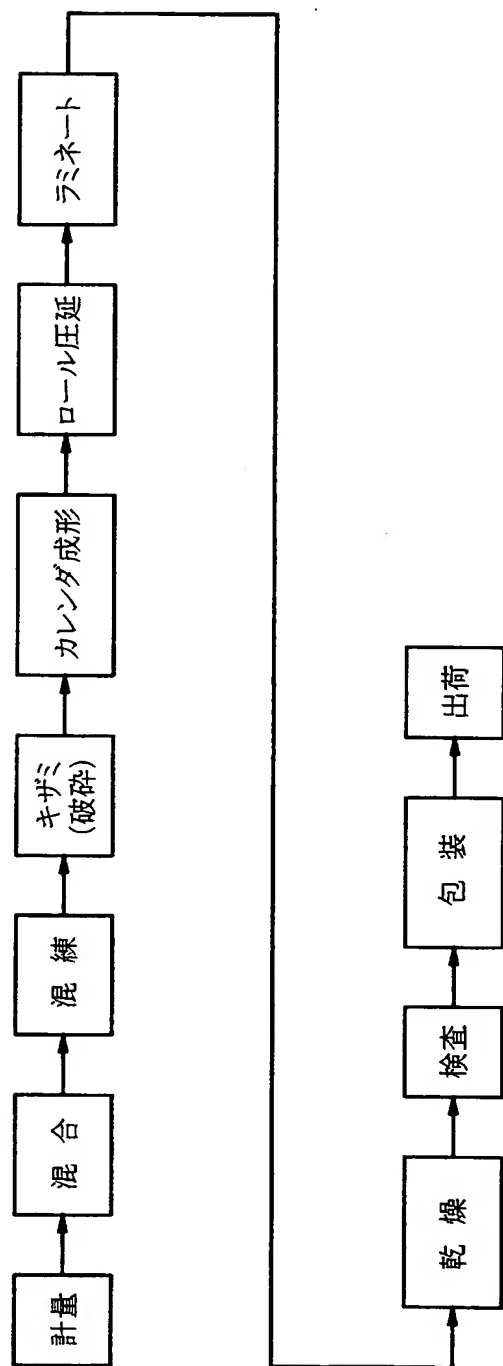 計量
混合
混練
キザミ
(破砕)
カレンダ成形
ロール圧延
ラミネート
乾燥
検査
包装
出荷